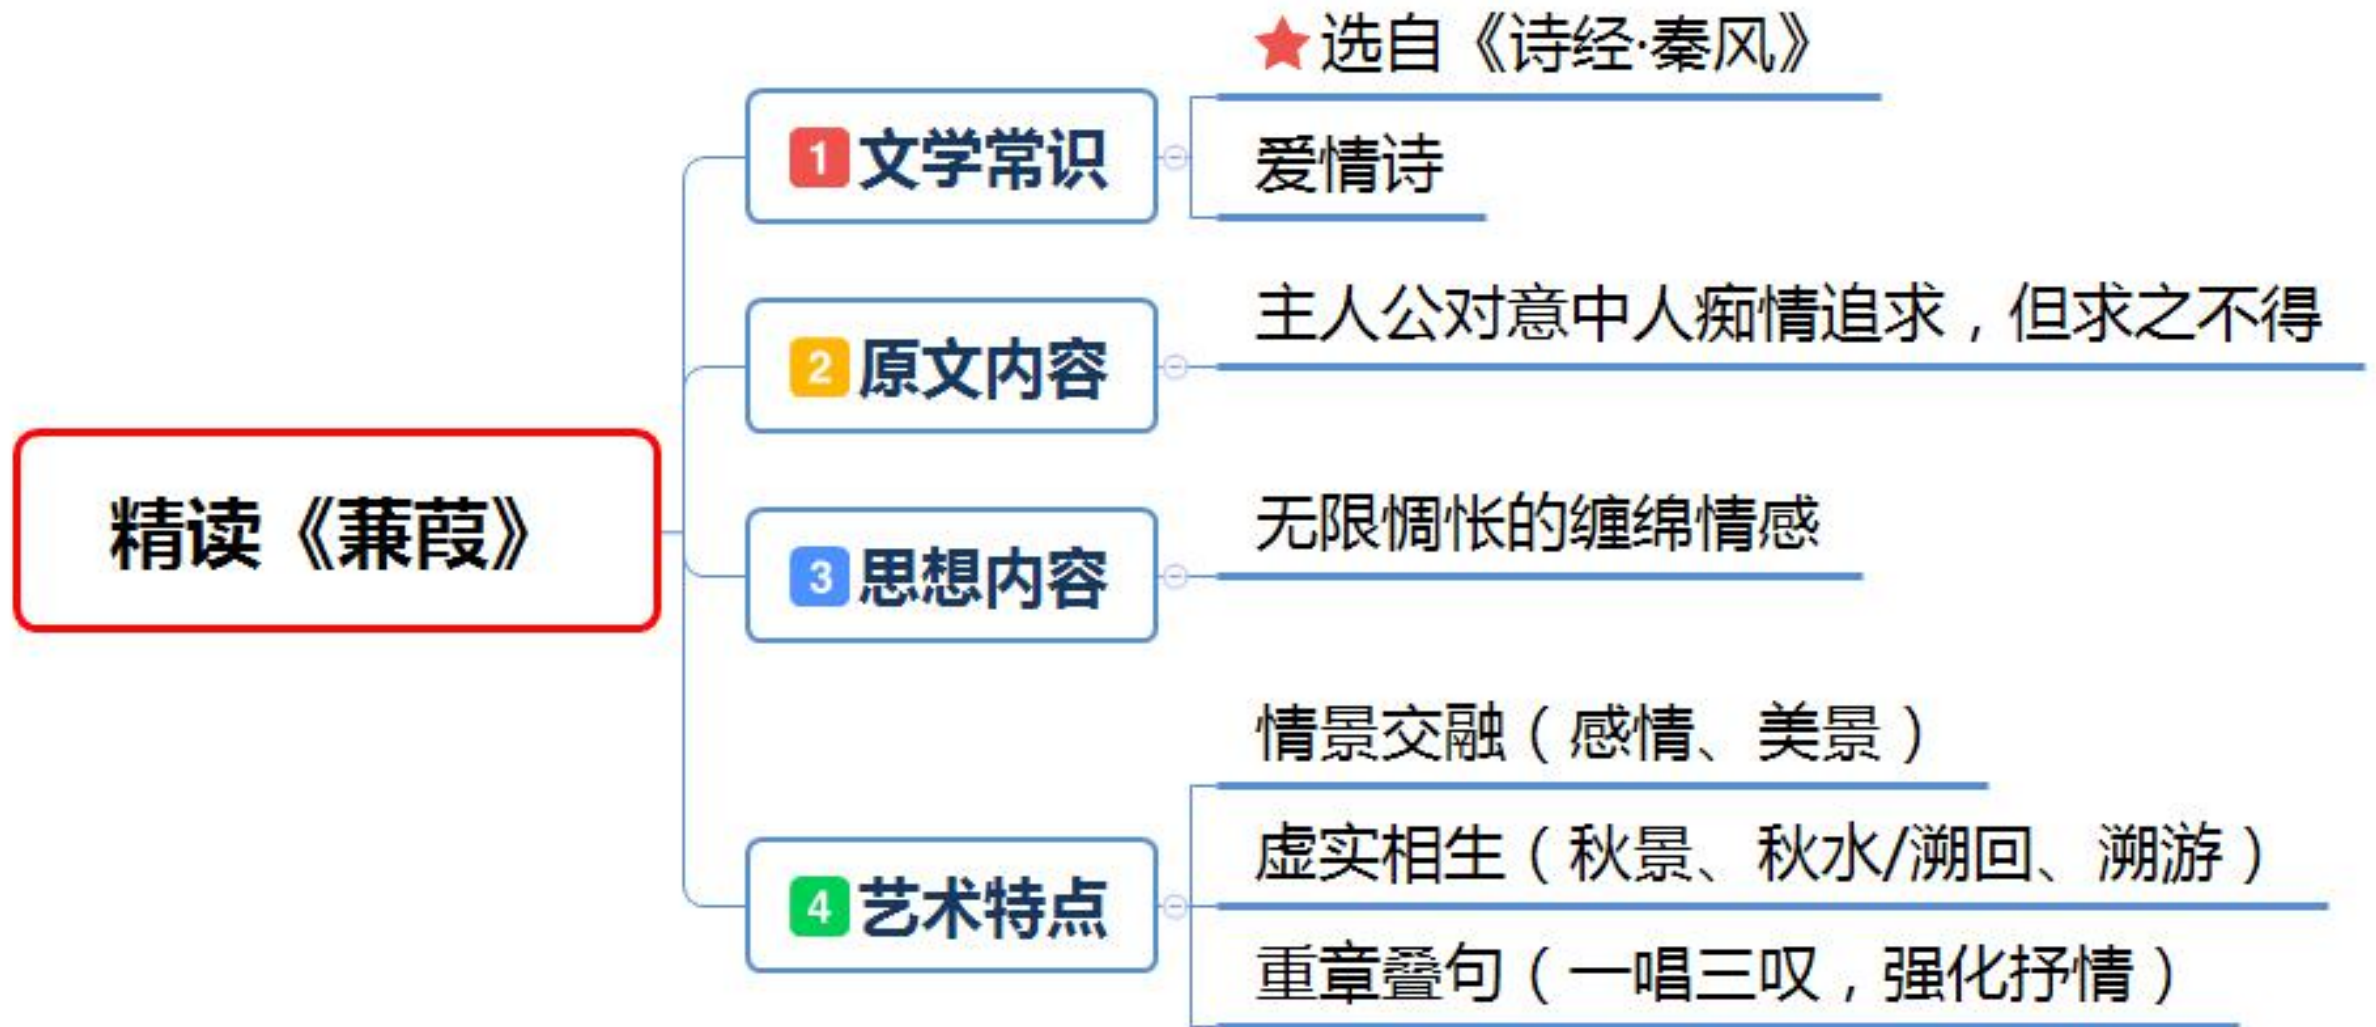 精读《蒹葭》
1 文学常识
★选自《诗经·秦风》
爱情诗
2 原文内容
主人公对意中人痴情追求，但求之不得
3 思想内容
无限惆怅的缠绵情感
4 艺术特点
情景交融（感情、美景）
虚实相生（秋景、秋水/溯回、溯游）
重章叠句（一唱三叹，强化抒情）